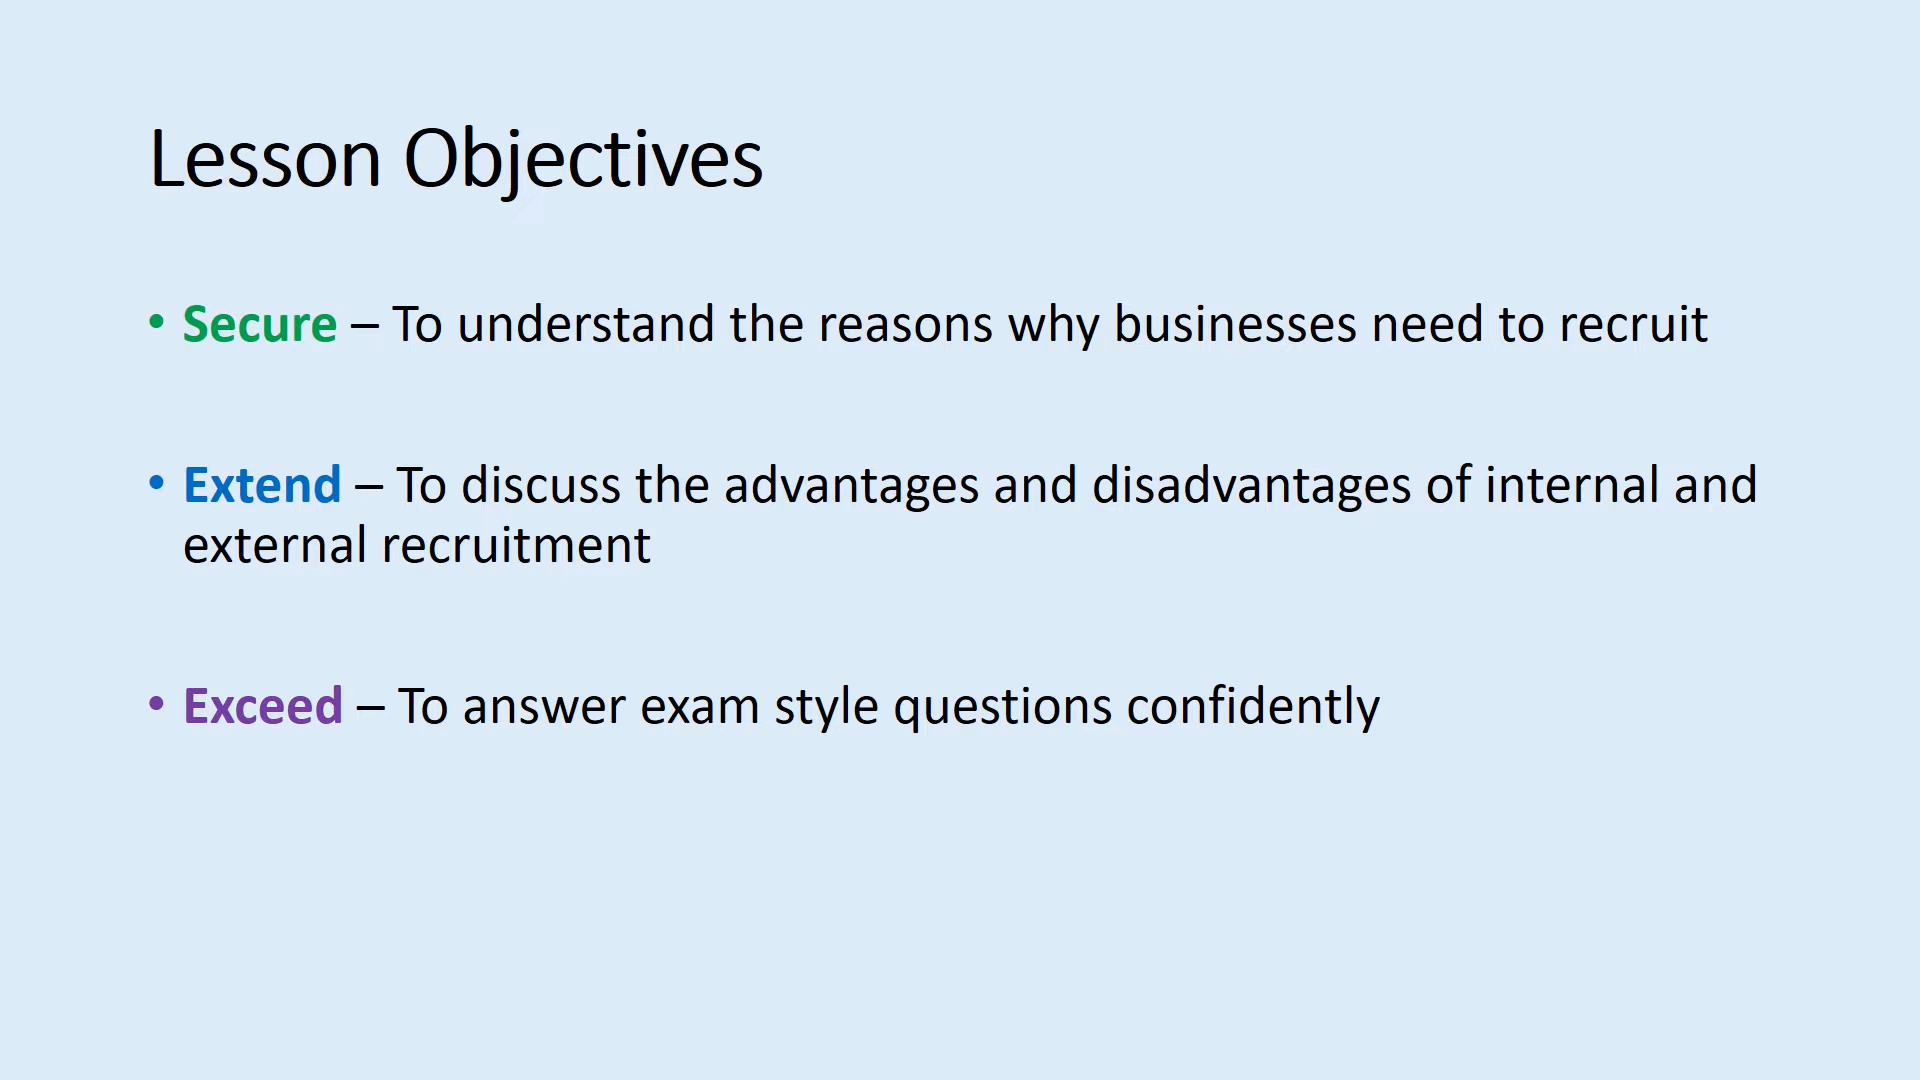 Lesson Objectives
• Secure – To understand the reasons why businesses need to recruit
• Extend – To discuss the advantages and disadvantages of internal and
external recruitment
• Exceed – To answer exam style questions confidently